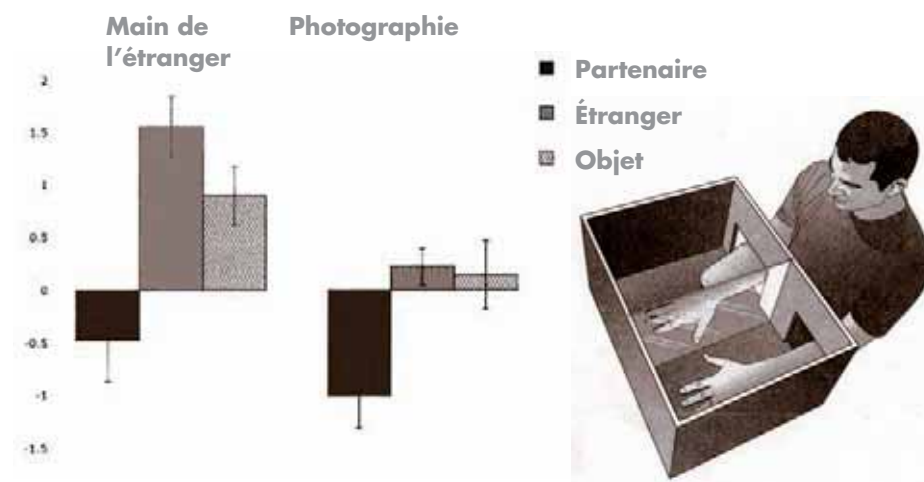 Main de
l'étranger
Photographie
Partenaire
Étranger
Objet
2
1.5
1
0.5
0
-0.5
-1
-1.5